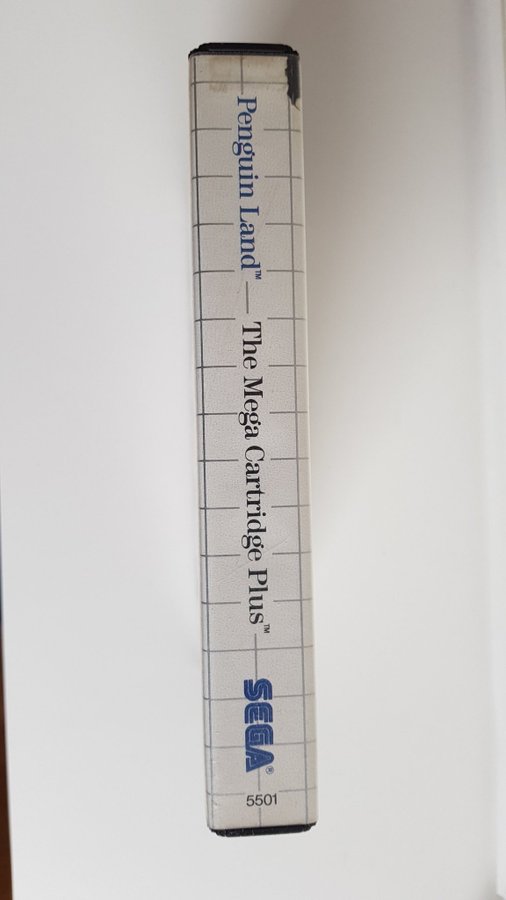 Penguin Land™ — The Mega Cartridge Plus™
SEGA®
5501